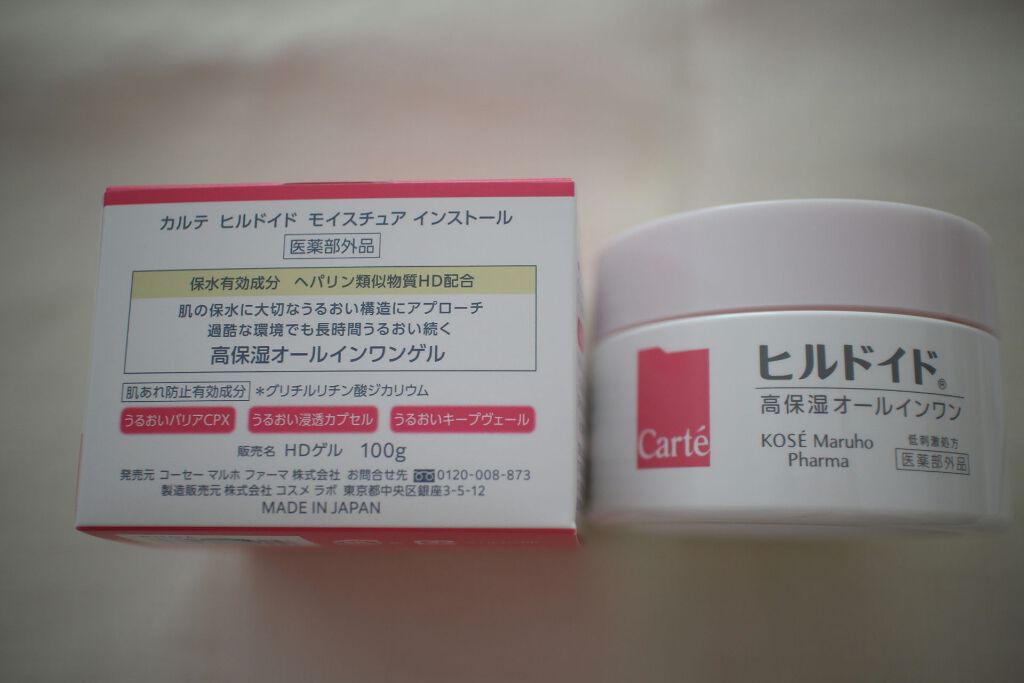 カルテ ヒルドイド モイスチュア インストール
医薬部外品
保水有効成分 ヘパリン類似物質HD配合
肌の保水に大切なうるおい構造にアプローチ
過酷な環境でも長時間うるおい続く
高保湿オールインワンゲル
肌あれ防止有効成分 *グリチルリチン酸ジカリウム
うるおいバリアCPX うるおい浸透カプセル うるおいキープヴェール
販売名 HDゲル 100g
発売元 コーセー マルホ ファーマ 株式会社 お問合せ先 0120-008-873
製造販売元 株式会社 コスメ ラボ 東京都中央区銀座3-5-12
MADE IN JAPAN
ヒルドイド®
高保湿オールインワン
Carté
KOSÉ Maruho
Pharma
低刺激処方
医薬部外品